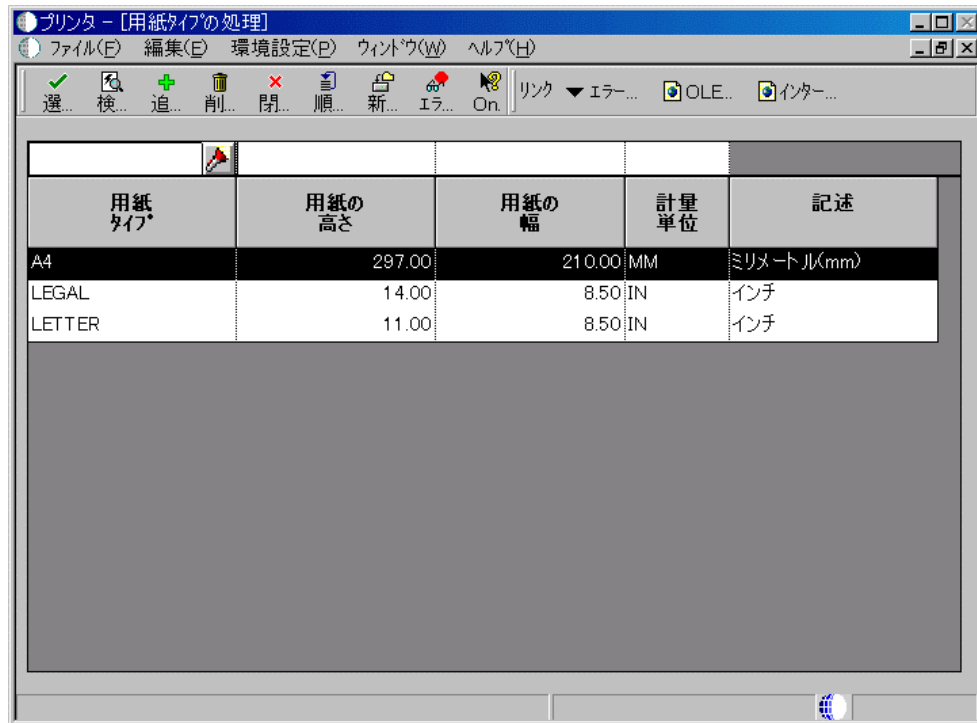 プリンタ - [用紙ﾀｲﾌﾟの処理]
ファイル(F) 編集(E) 環境設定(P) ｳｨﾝﾄﾞｳ(W) ﾍﾙﾌﾟ(H)
選... 検... 追... 削... 閉... 順... 新... ｴﾗ... On. ﾘﾝｸ ▼ ｴﾗｰ... OLE... ｲﾝﾀｰ...
用紙 用紙の 用紙の 計量 記述
ﾀｲﾌﾟ 高さ 幅 単位
A4 297.00 210.00 MM ミリメートル(mm)
LEGAL 14.00 8.50 IN インチ
LETTER 11.00 8.50 IN インチ